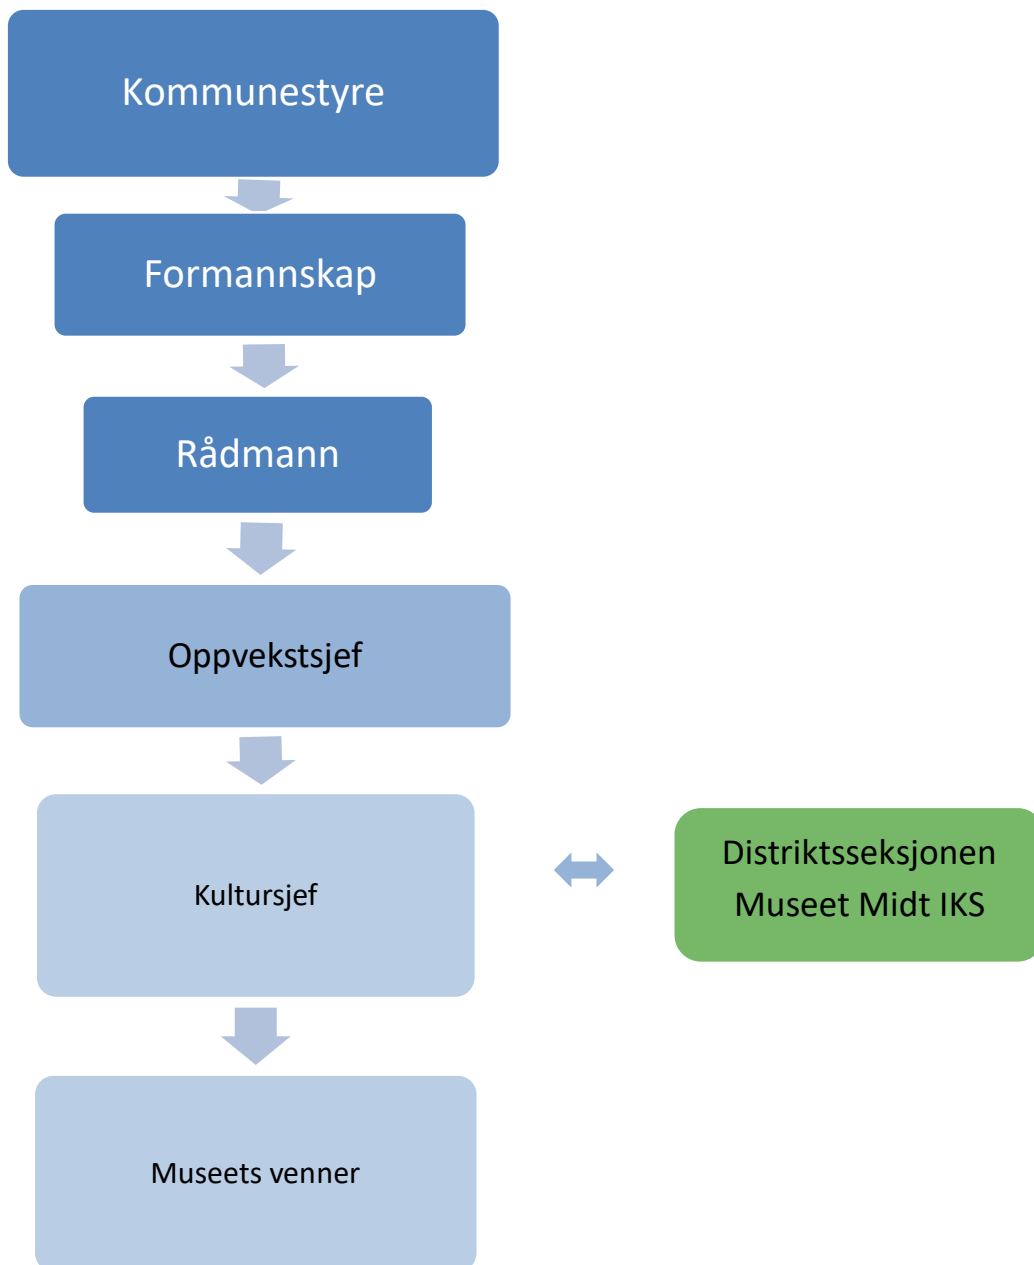 Kommunestyre
Formannskap
Rådmann
Oppvekstsjef
Kultursjef
Distriktsseksjonen
Museet Midt IKS
Museets venner